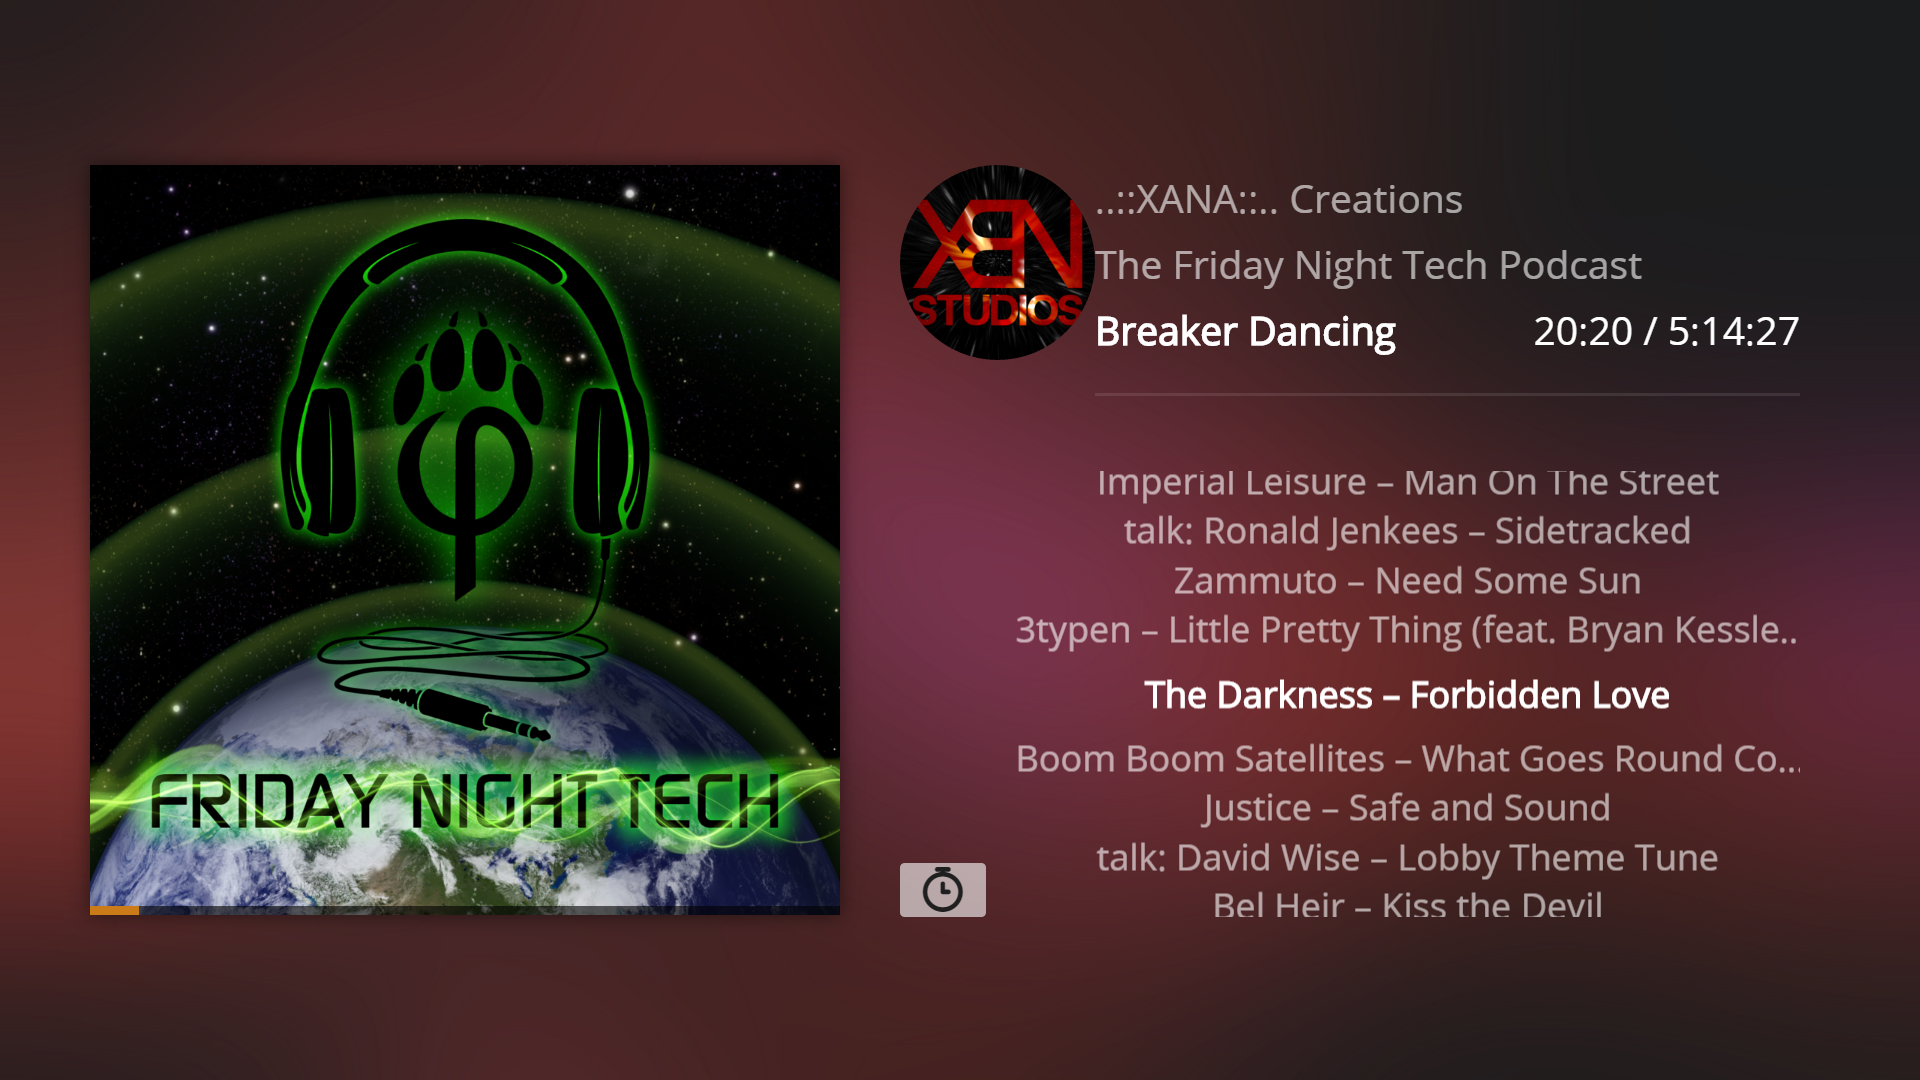 FRIDAY NIGHT TECH
XEN
STUDIOS
..::XANA::.. Creations
The Friday Night Tech Podcast
Breaker Dancing
20:20 / 5:14:27
Imperial Leisure – Man On The Street
talk: Ronald Jenkees – Sidetracked
Zammuto – Need Some Sun
3typen – Little Pretty Thing (feat. Bryan Kessle..
The Darkness – Forbidden Love
Boom Boom Satellites – What Goes Round Co...
Justice – Safe and Sound
talk: David Wise – Lobby Theme Tune
Bel Heir – Kiss the Devil